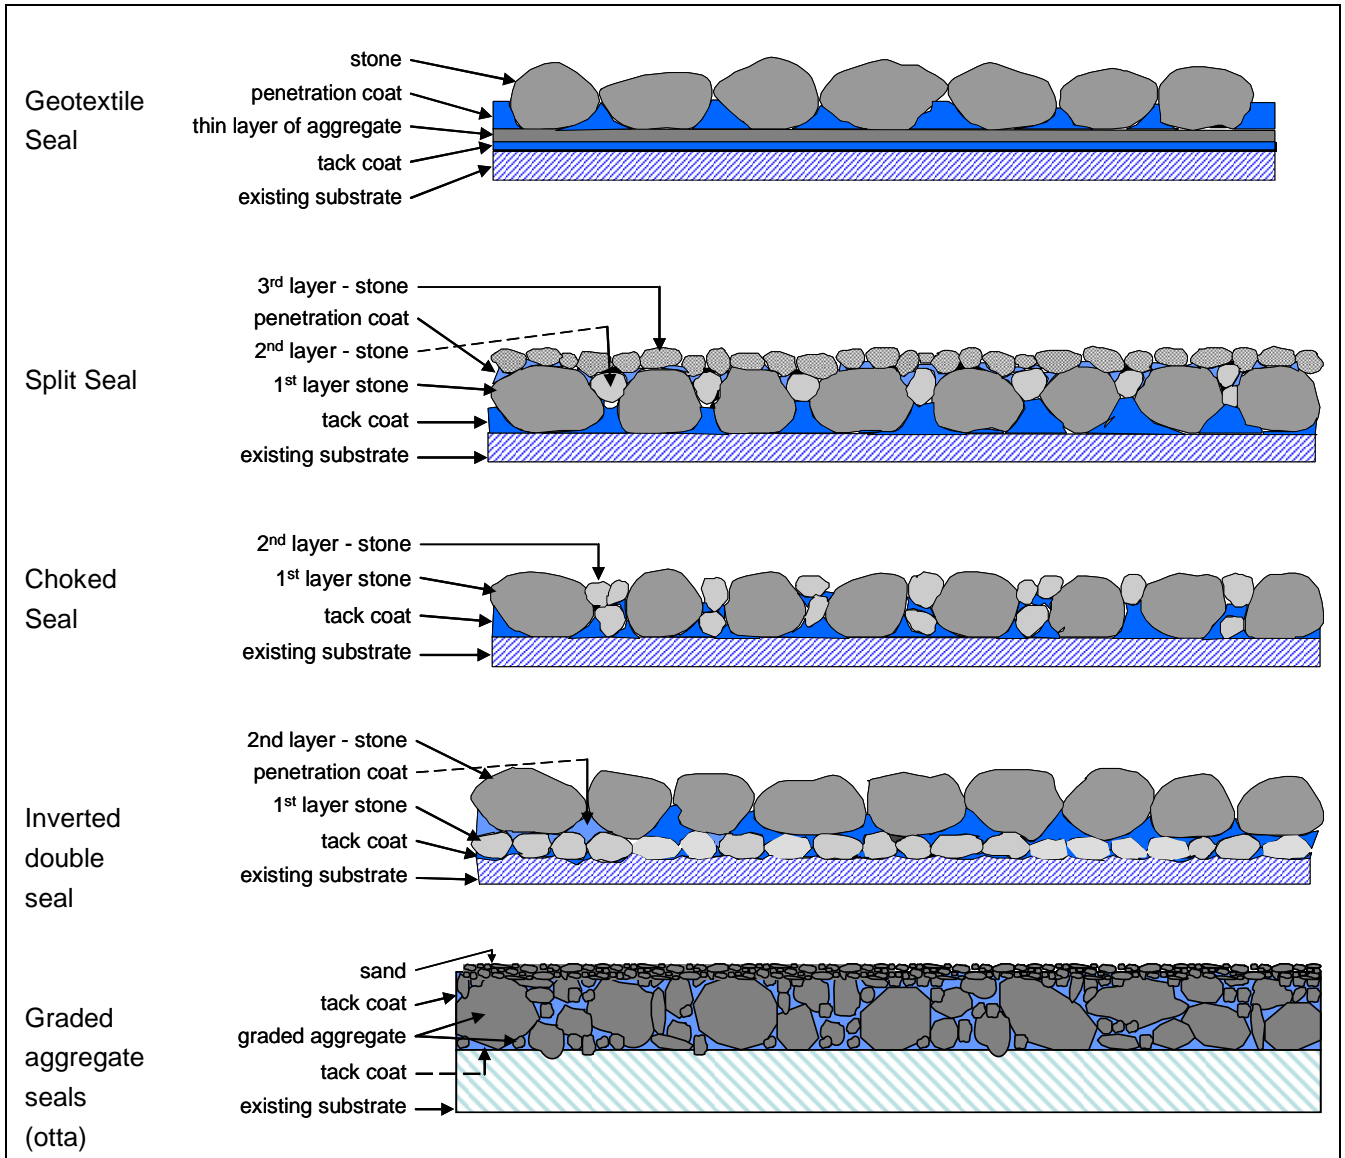 Geotextile
Seal
stone
penetration coat
thin layer of aggregate
tack coat
existing substrate
Split Seal
3rd layer - stone
penetration coat
2nd layer - stone
1st layer stone
tack coat
existing substrate
Choked
Seal
2nd layer - stone
1st layer stone
tack coat
existing substrate
Inverted
double
seal
2nd layer - stone
penetration coat
1st layer stone
tack coat
existing substrate
Graded
aggregate
seals
(otta)
sand
tack coat
graded aggregate
tack coat
existing substrate